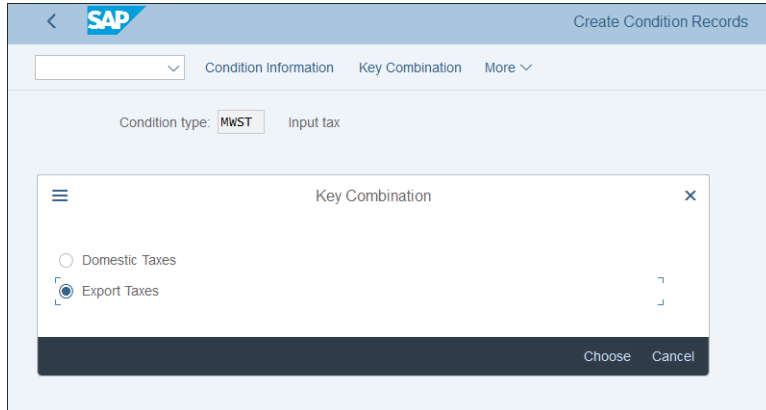 SAP Create Condition Records
Condition Information Key Combination More
Condition type: MWST Input tax
Key Combination
Domestic Taxes
Export Taxes
Choose Cancel